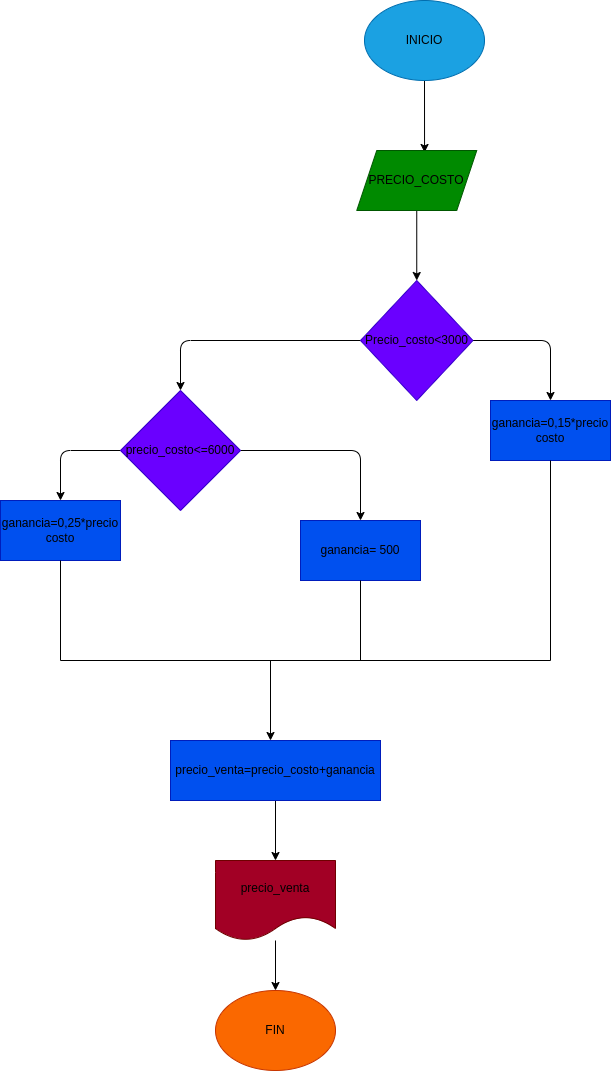 INICIO
PRECIO_COSTO
Precio_costo<3000
ganancia=0,15*precio
costo
precio_costo<=6000
ganancia=0,25*precio
costo
ganancia= 500
precio_venta=precio_costo+ganancia
precio_venta
FIN